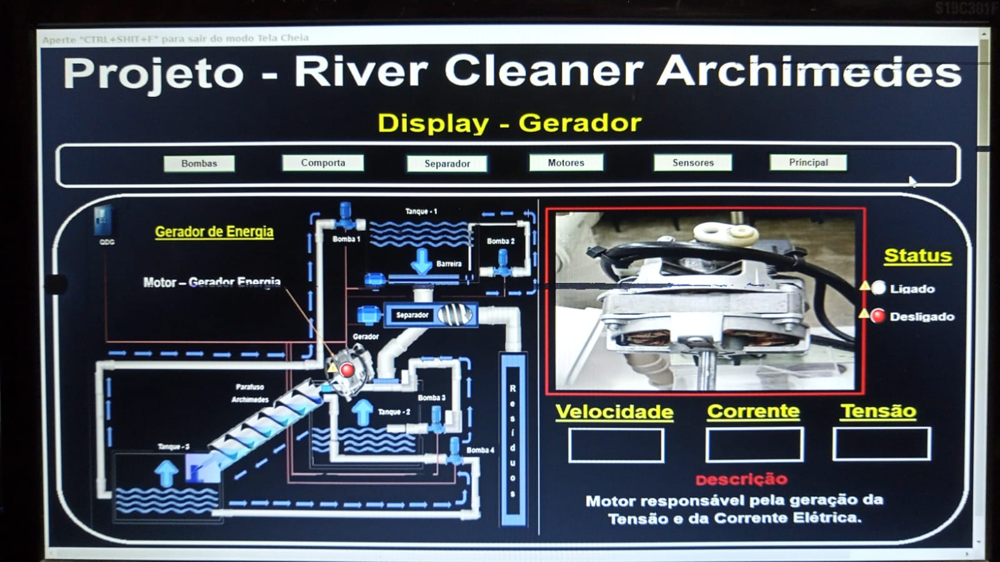 S19C301F
Aperte "CTRL+SHIT+F" para sair do modo Tela Cheia
Projeto - River Cleaner Archimedes
Display - Gerador
Bombas
Comporta
Separador
Motores
Sensores
Principal
QDG
Gerador de Energia
Motor – Gerador Energia
Bomba 1
Tanque - 1
Bomba 2
Barreira
Separador
Gerador
Parafuso
Archimedes
Bomba 3
Tanque - 2
Tanque - 3
Bomba 4
Resíduos
Status
Ligado
Desligado
Velocidade
Corrente
Tensão
Descrição
Motor responsável pela geração da
Tensão e da Corrente Elétrica.